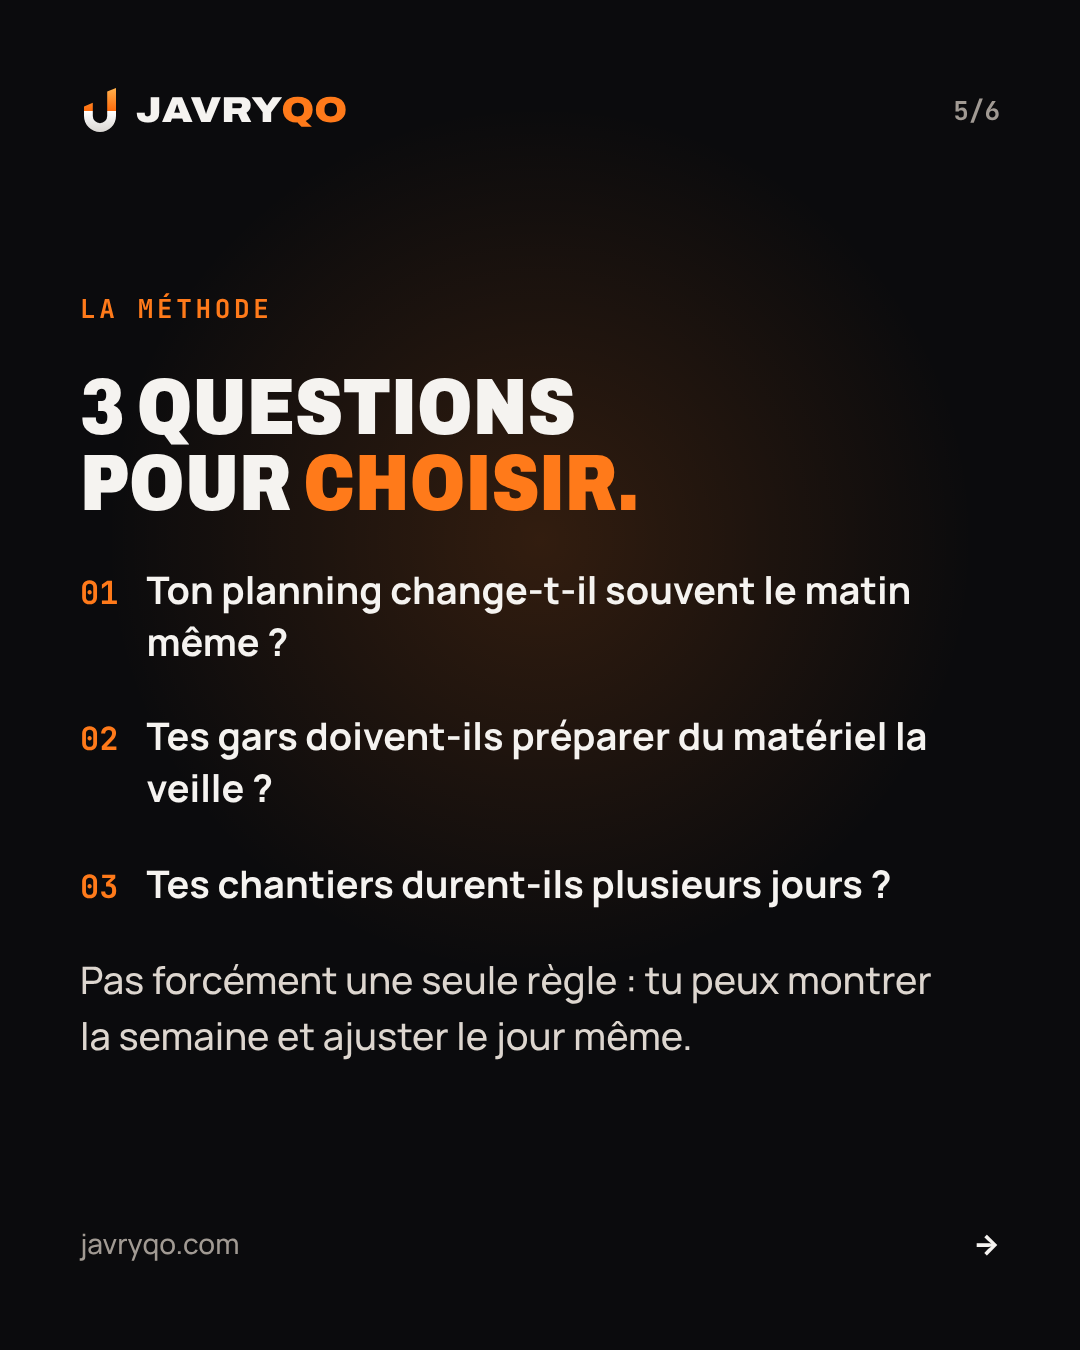 JAVRYQO
5/6
LA MÉTHODE
3 QUESTIONS
POUR CHOISIR.
01 Ton planning change-t-il souvent le matin
même ?
02 Tes gars doivent-ils préparer du matériel la
veille ?
03 Tes chantiers durent-ils plusieurs jours ?
Pas forcément une seule règle : tu peux montrer
la semaine et ajuster le jour même.
javryqo.com →